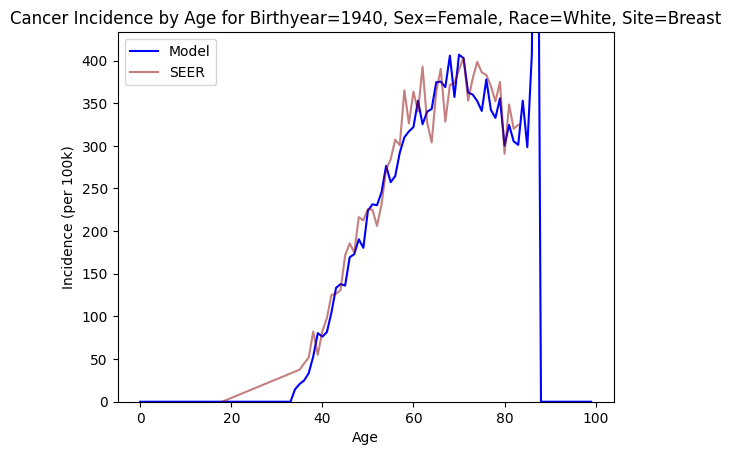 Cancer Incidence by Age for Birthyear=1940, Sex=Female, Race=White, Site=Breast
Model
SEER
400
350
300
250
200
150
100
50
0
Incidence (per 100k)
0 20 40 60 80 100
Age